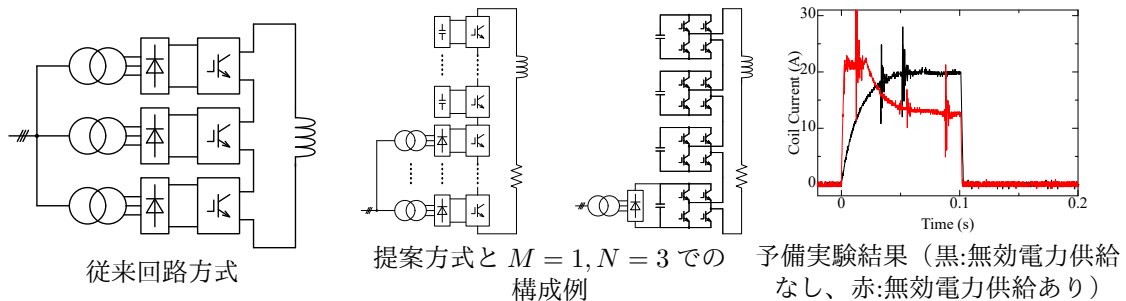 従来回路方式
提案方式と M = 1, N = 3 での
構成例
Coil Current (A)
30
20
10
0
0
0.1
0.2
Time (s)
予備実験結果（黒:無効電力供給
なし、赤:無効電力供給あり）